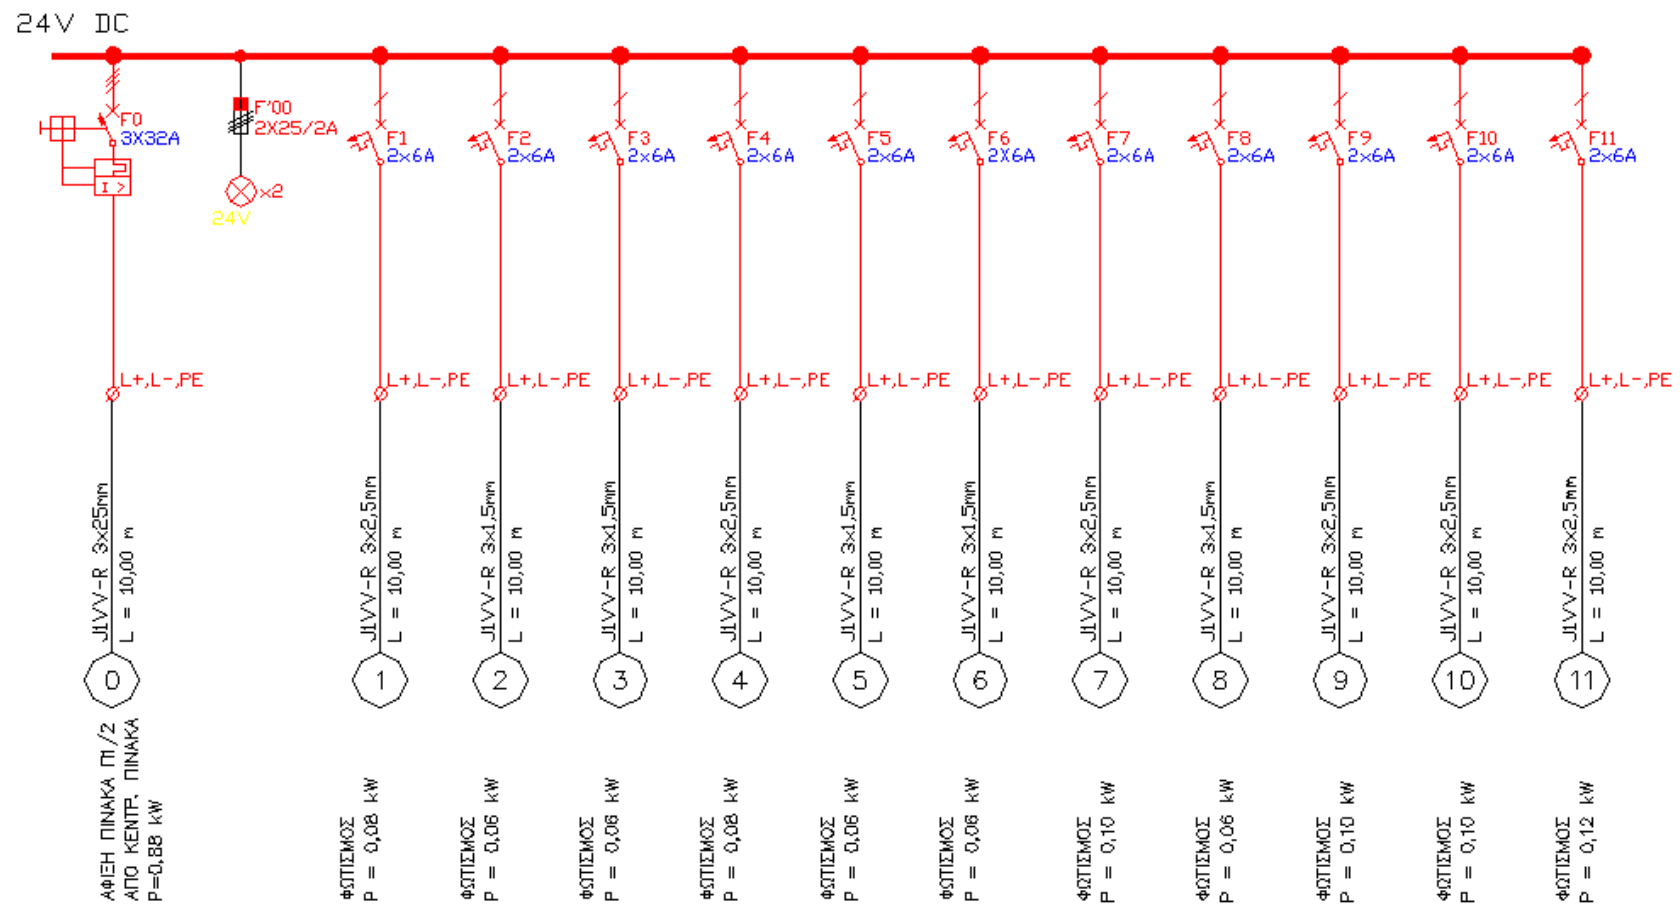 24V DC
F0
3X32A
F'00
2X25/2A
x2
24V
I >
F1
2x6A
F2
2x6A
F3
2x6A
F4
2x6A
F5
2x6A
F6
2X6A
F7
2x6A
F8
2x6A
F9
2x6A
F10
2x6A
F11
2x6A
L+,L-,PE
L+,L-,PE
L+,L-,PE
L+,L-,PE
L+,L-,PE
L+,L-,PE
L+,L-,PE
L+,L-,PE
L+,L-,PE
L+,L-,PE
L+,L-,PE
L+,L-,PE
J1VV-R 3x25mm
L = 10,00 m
J1VV-R 3x2,5mm
L = 10,00 m
J1VV-R 3x1,5mm
L = 10,00 m
J1VV-R 3x1,5mm
L = 10,00 m
J1VV-R 3x2,5mm
L = 10,00 m
J1VV-R 3x1,5mm
L = 10,00 m
J1VV-R 3x1,5mm
L = 10,00 m
J1VV-R 3x2,5mm
L = 10,00 m
J1VV-R 3x1,5mm
L = 10,00 m
J1VV-R 3x2,5mm
L = 10,00 m
J1VV-R 3x2,5mm
L = 10,00 m
J1VV-R 3x2,5mm
L = 10,00 m
0
1
2
3
4
5
6
7
8
9
10
11
ΑΦΙΞΗ ΠΙΝΑΚΑ Π1/2
ΑΠΟ ΚΕΝΤΡ. ΠΙΝΑΚΑ
P=0,88 kW
ΦΩΤΙΣΜΟΣ
P = 0,08 kW
ΦΩΤΙΣΜΟΣ
P = 0,06 kW
ΦΩΤΙΣΜΟΣ
P = 0,06 kW
ΦΩΤΙΣΜΟΣ
P = 0,08 kW
ΦΩΤΙΣΜΟΣ
P = 0,06 kW
ΦΩΤΙΣΜΟΣ
P = 0,06 kW
ΦΩΤΙΣΜΟΣ
P = 0,10 kW
ΦΩΤΙΣΜΟΣ
P = 0,06 kW
ΦΩΤΙΣΜΟΣ
P = 0,10 kW
ΦΩΤΙΣΜΟΣ
P = 0,10 kW
ΦΩΤΙΣΜΟΣ
P = 0,12 kW